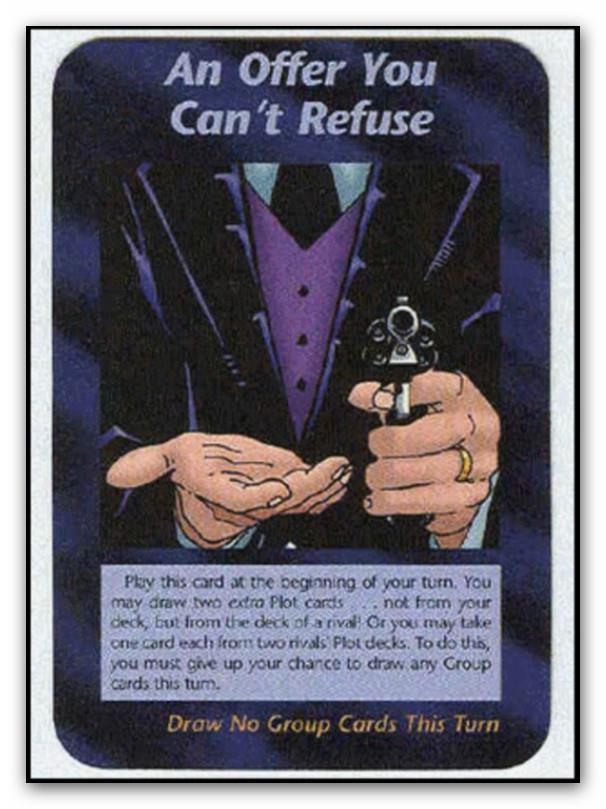 An Offer You
Can't Refuse
Play this card at the beginning of your turn. You
may draw two extra Plot cards . . . not from your
deck, but from the deck of a rival! Or you may take
one card each from two rivals' Plot decks. To do this,
you must give up your chance to draw any Group
cards this turn.
Draw No Group Cards This Turn